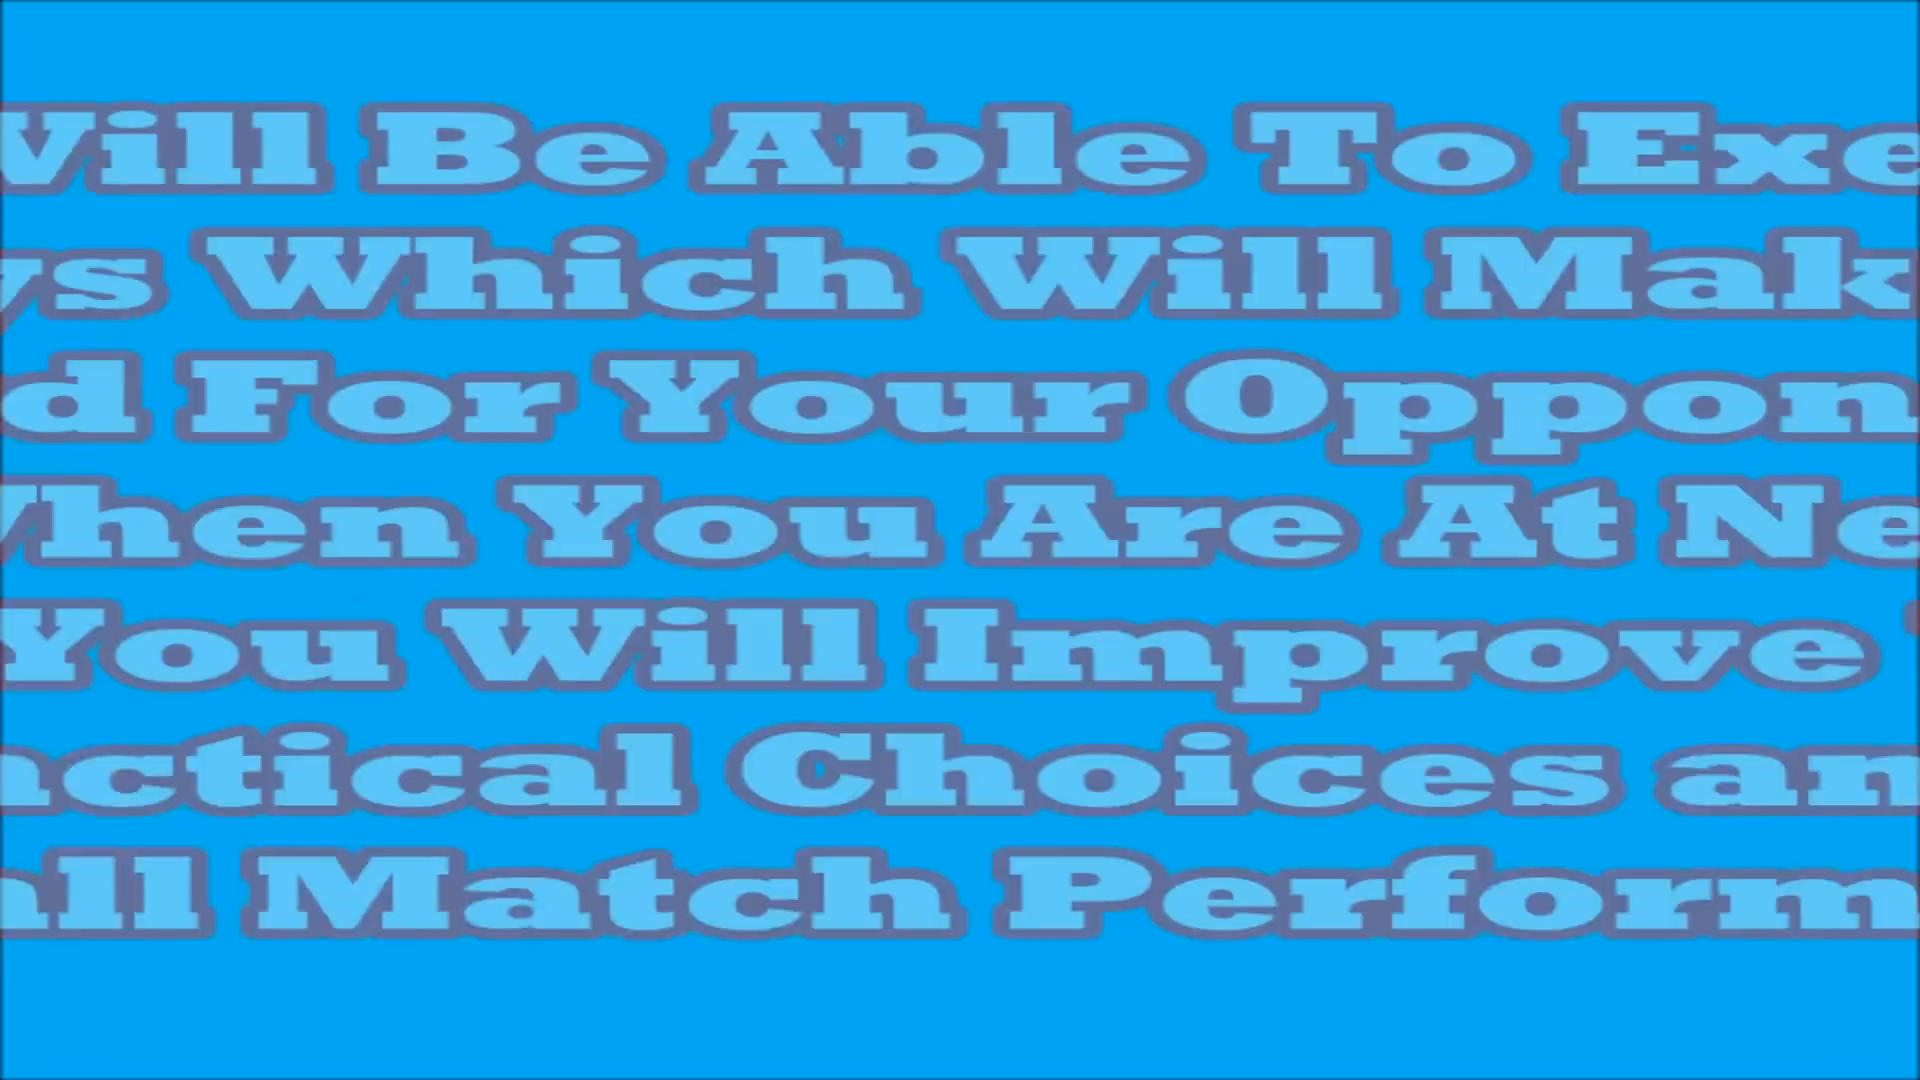 Will Be Able To Exe
ys Which Will Mak
d For Your Oppon
When You Are At Ne
You Will Improve
actical Choices an
all Match Perform